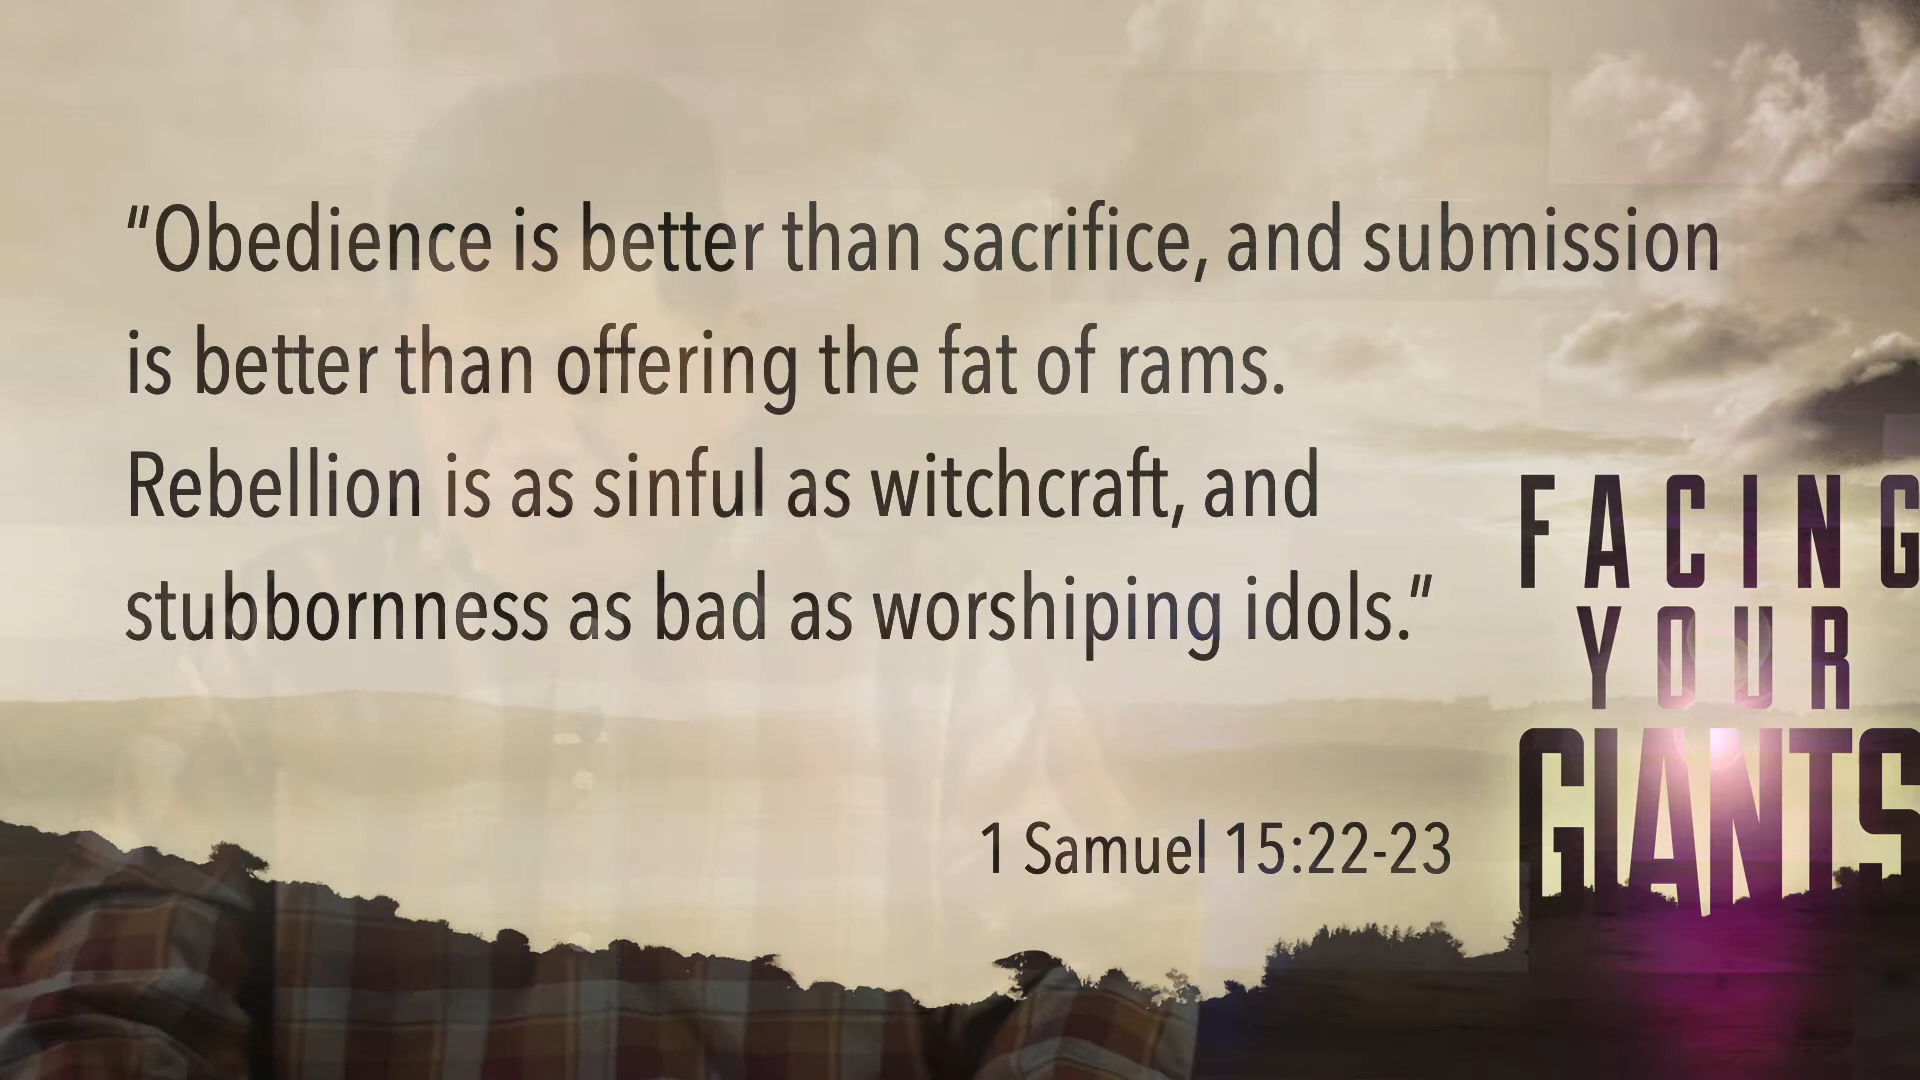 “Obedience is better than sacrifice, and submission
is better than offering the fat of rams.
Rebellion is as sinful as witchcraft, and
stubbornness as bad as worshiping idols.”
1 Samuel 15:22-23
FACING
YOUR
GIANTS